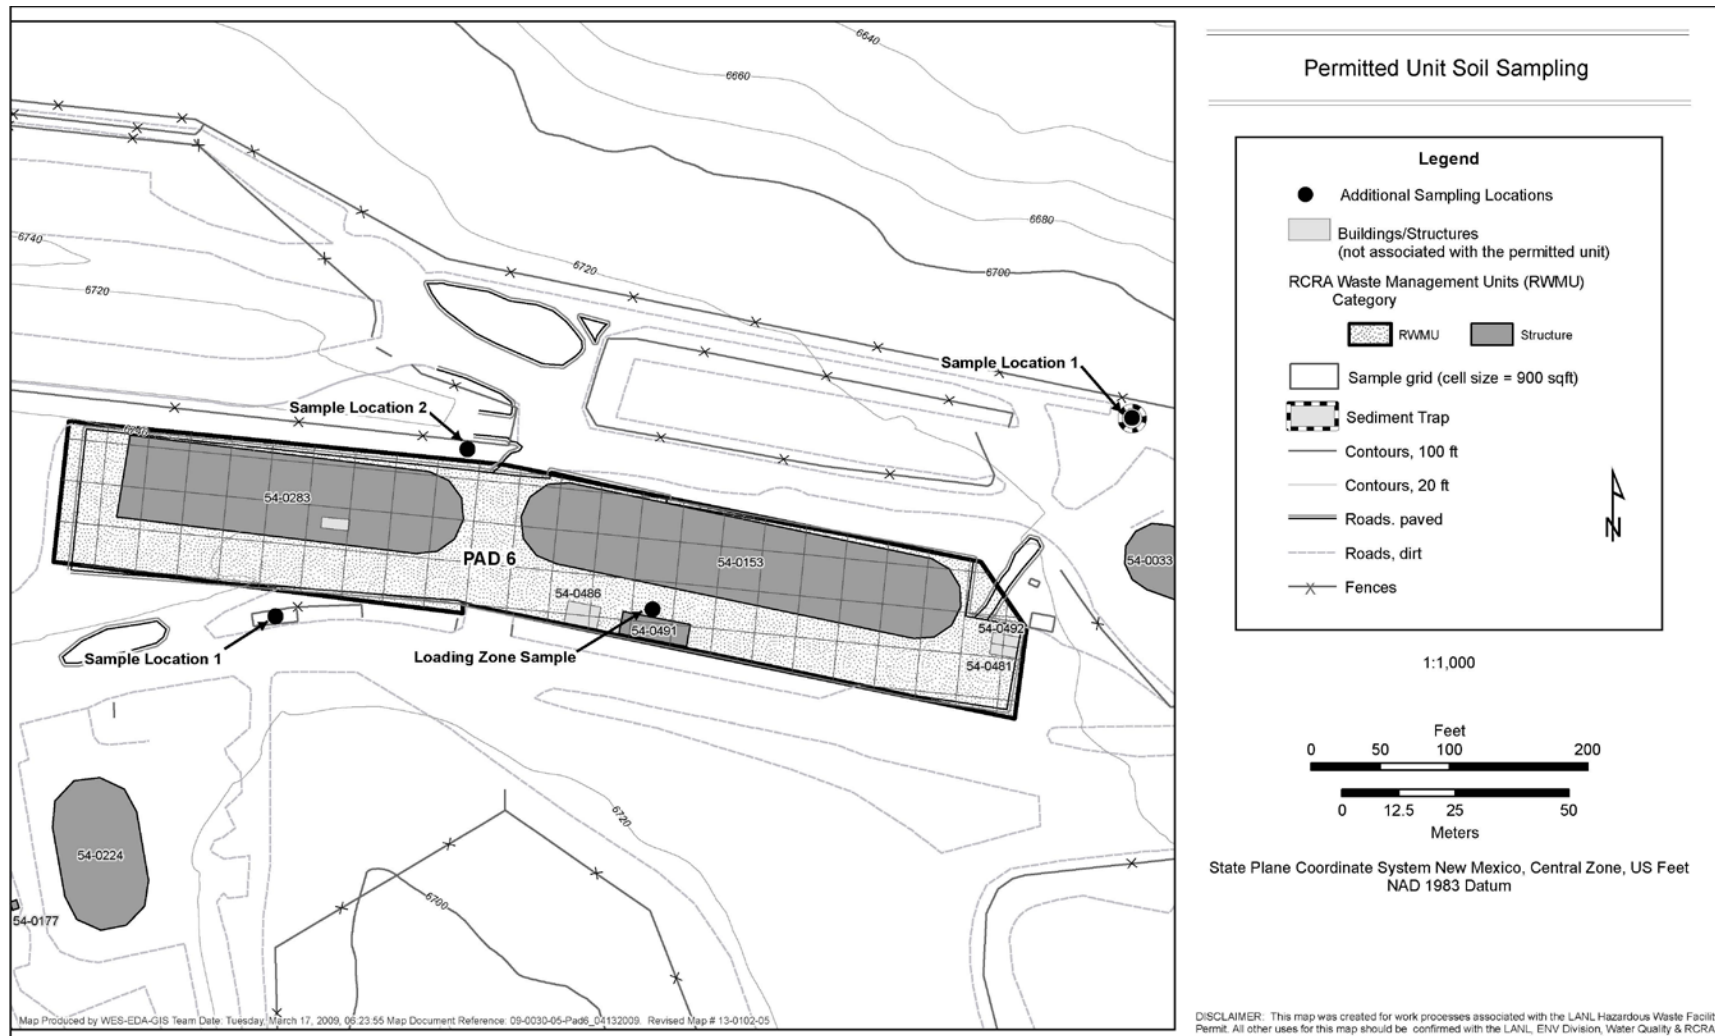 6640
6660
6680
6700
6720
6740
6720
Sample Location 1
Sample Location 2
54-0283
PAD 6
54-0153
54-0033
54-0486
54-0491
54-0492
54-0481
Sample Location 1
Loading Zone Sample
6720
54-0224
6700
54-0177
Map Produced by WES-EDA-GIS Team Date: Tuesday, March 17, 2009, 06:23:55 Map Document Reference: 09-0030-05-Pad6_04132009. Revised Map # 13-0102-05
Permitted Unit Soil Sampling
Legend
Additional Sampling Locations
Buildings/Structures
(not associated with the permitted unit)
RCRA Waste Management Units (RWMU)
Category
RWMU
Structure
Sample grid (cell size = 900 sqft)
Sediment Trap
Contours, 100 ft
Contours, 20 ft
Roads. paved
Roads, dirt
Fences
N
1:1,000
Feet
0 50 100 200
0 12.5 25 50
Meters
State Plane Coordinate System New Mexico, Central Zone, US Feet
NAD 1983 Datum
DISCLAIMER: This map was created for work processes associated with the LANL Hazardous Waste Facilit
Permit. All other uses for this map should be confirmed with the LANL, ENV Division, Water Quality & RCRA